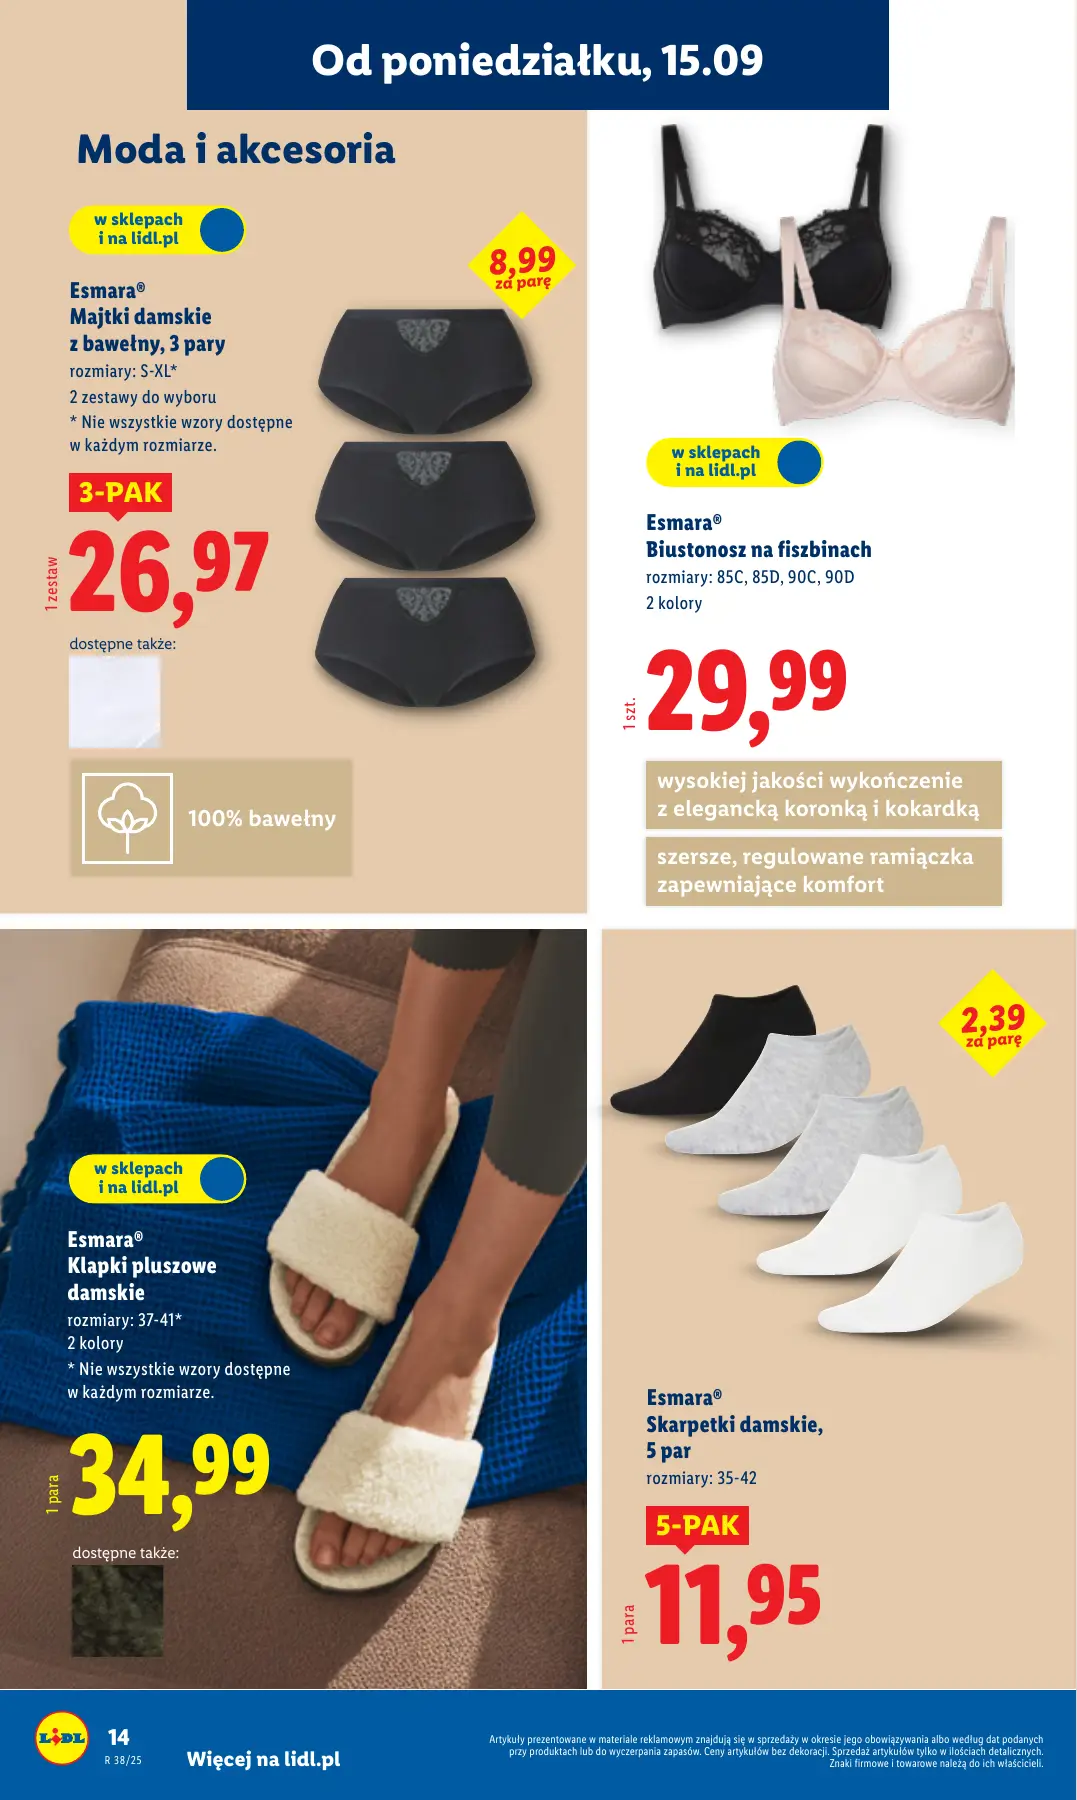 Od poniedziałku, 15.09
Moda i akcesoria
w sklepach
i na lidl.pl
8,99
za parę
Esmara®
Majtki damskie
z bawełny, 3 pary
rozmiary: S-XL*
2 zestawy do wyboru
* Nie wszystkie wzory dostępne
w każdym rozmiarze.
3-PAK
1 zestaw
26,97
dostępne także:
100% bawełny
w sklepach
i na lidl.pl
Esmara®
Biustonosz na fiszbinach
rozmiary: 85C, 85D, 90C, 90D
2 kolory
1 szt.
29,99
wysokiej jakości wykończenie
z elegancką koronką i kokardką
szersze, regulowane ramiączka
zapewniające komfort
w sklepach
i na lidl.pl
Esmara®
Klapki pluszowe
damskie
rozmiary: 37-41*
2 kolory
* Nie wszystkie wzory dostępne
w każdym rozmiarze.
1 para
34,99
dostępne także:
2,39
za parę
Esmara®
Skarpetki damskie,
5 par
rozmiary: 35-42
5-PAK
1 para
11,95
LIDL
14
R 38/25
Więcej na lidl.pl
Artykuły prezentowane w materiale reklamowym znajdują się w sprzedaży w okresie jego obowiązywania albo według dat podanych
przy produktach lub do wyczerpania zapasów. Ceny artykułów bez dekoracji. Sprzedaż artykułów tylko w ilościach detalicznych.
Znaki firmowe i towarowe należą do ich właścicieli.